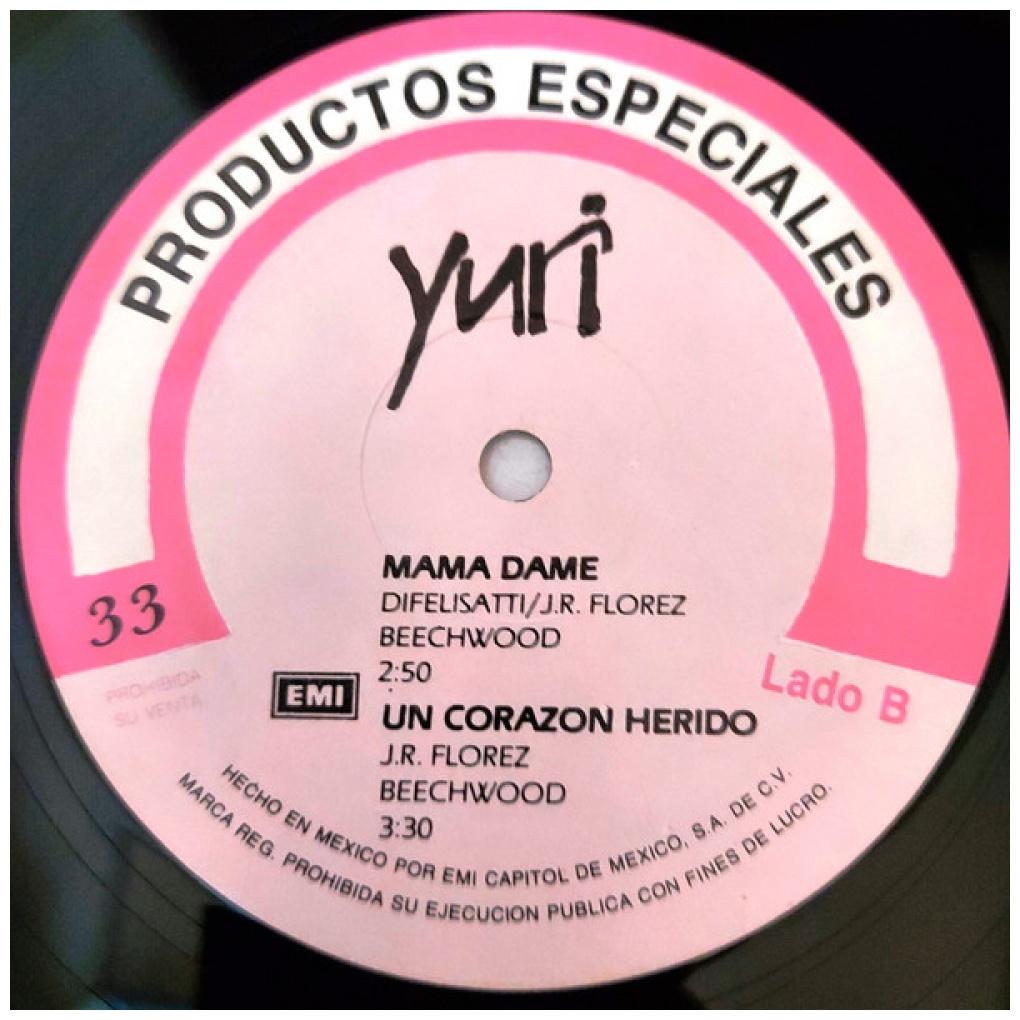 PRODUCTOS ESPECIALES
yuri
MAMA DAME
DIFELISATTI/J.R. FLOREZ
BEECHWOOD
2:50
33
Lado B
PROHIBIDA
SU VENTA
EMI
UN CORAZON HERIDO
J.R. FLOREZ
BEECHWOOD
3:30
HECHO EN MEXICO POR EMI CAPITOL DE MEXICO, S.A. DE C.V.
MARCA REG. PROHIBIDA SU EJECUCION PUBLICA CON FINES DE LUCRO.